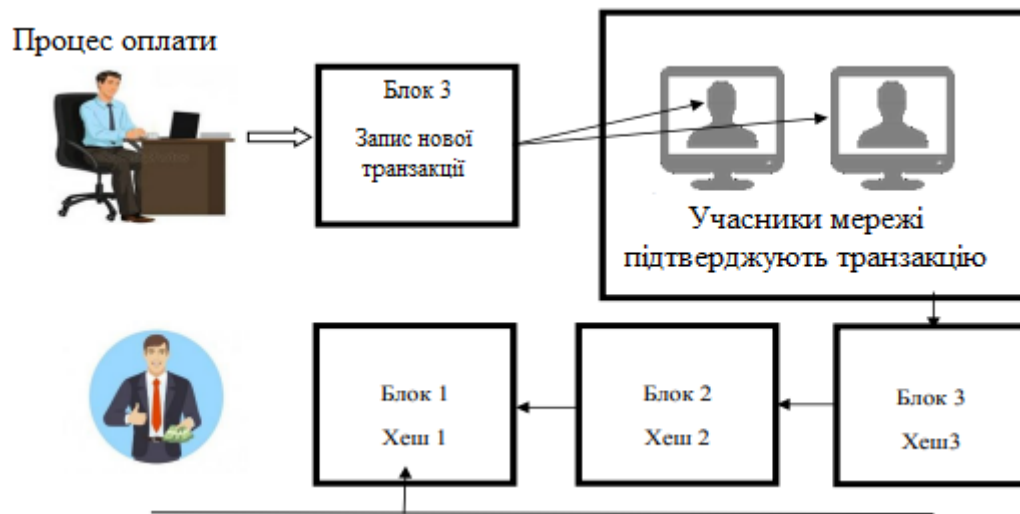 Процес оплати
Блок 3
Запис нової
транзакції
Учасники мережі
підтверджують транзакцію
Блок 1
Хеш 1
Блок 2
Хеш 2
Блок 3
Хеш3